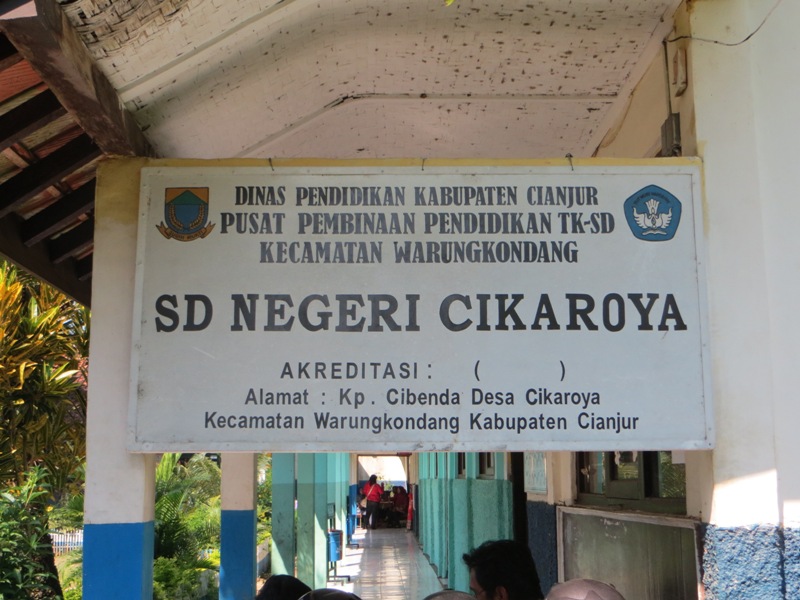 DINAS PENDIDIKAN KABUPATEN CIANJUR
PUSAT PEMBINAAN PENDIDIKAN TK-SD
KECAMATAN WARUNGKONDANG
SD NEGERI CIKAROYA
AKREDITASI : ( )
Alamat : Kp. Cibenda Desa Cikaroya
Kecamatan Warungkondang Kabupaten Cianjur